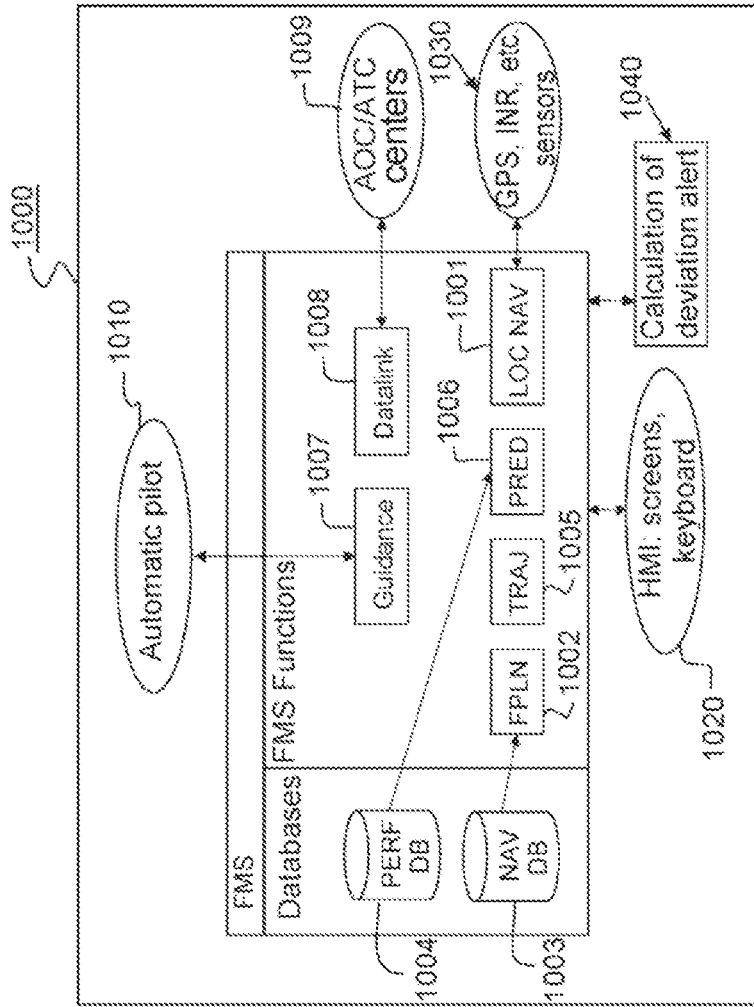 1000
1010
Automatic pilot
FMS
Databases
FMS Functions
1007
1008
Guidance
Datalink
1009
AOC/ATC
centers
PERF
DB
1004
NAV
DB
1003
FPLN
1002
TRAJ
1005
PRED
1006
LOC NAV
1001
GPS, INR, etc.
sensors
1030
HMI: screens,
keyboard
1020
Calculation of
deviation alert
1040